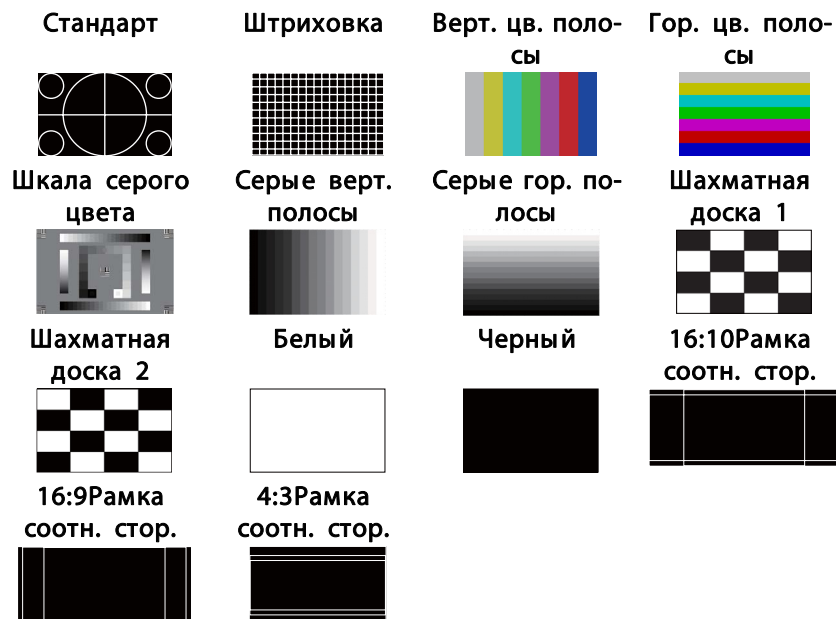 Стандарт
Штриховка
Верт. цв. поло-
сы
Гор. цв. поло-
сы
Шкала серого
цвета
Серые верт.
полосы
Серые гор. по-
лосы
Шахматная
доска 1
Шахматная
доска 2
Белый
Черный
16:10Рамка
соотн. стор.
16:9Рамка
соотн. стор.
4:3Рамка
соотн. стор.